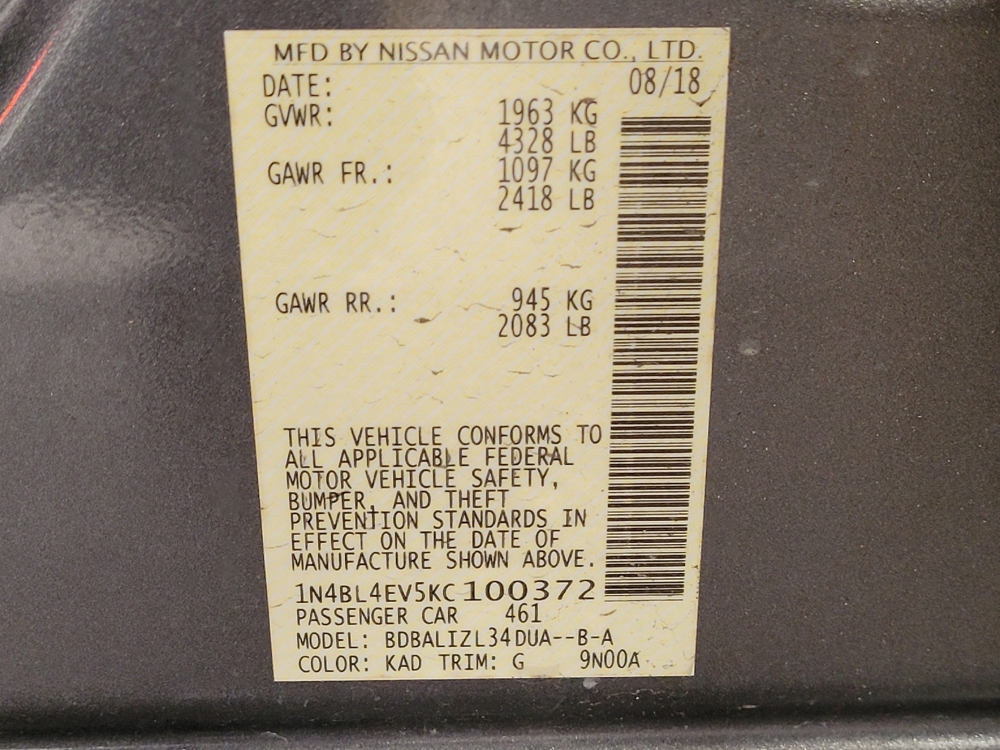 MFD BY NISSAN MOTOR CO., LTD.
DATE: 08/18
GVWR: 1963 KG
4328 LB
GAWR FR.: 1097 KG
2418 LB
GAWR RR.: 945 KG
2083 LB
THIS VEHICLE CONFORMS TO
ALL APPLICABLE FEDERAL
MOTOR VEHICLE SAFETY,
BUMPER, AND THEFT
PREVENTION STANDARDS IN
EFFECT ON THE DATE OF
MANUFACTURE SHOWN ABOVE.
1N4BL4EV5KC100372
PASSENGER CAR 461
MODEL: BDBALIZL34DUA--B-A
COLOR: KAD TRIM: G 9N00A